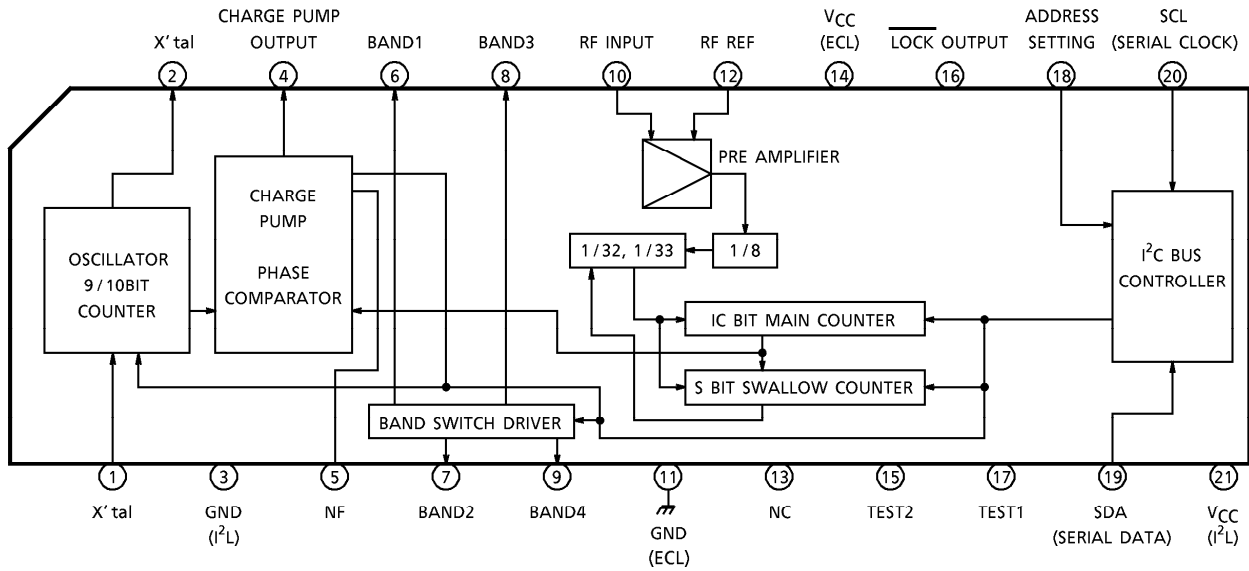 CHARGE PUMP
OUTPUT
X'tal
BAND1
BAND3
RF INPUT
RF REF
VCC
(ECL)
LOCK OUTPUT
ADDRESS
SETTING
SCL
(SERIAL CLOCK)
2
4
6
8
10
12
14
16
18
20
PRE AMPLIFIER
CHARGE
PUMP
PHASE
COMPARATOR
OSCILLATOR
9/10BIT
COUNTER
1/32, 1/33
1/8
I²C BUS
CONTROLLER
IC BIT MAIN COUNTER
S BIT SWALLOW COUNTER
BAND SWITCH DRIVER
1
3
5
7
9
11
13
15
17
19
21
X'tal
GND
(I²L)
NF
BAND2
BAND4
GND
(ECL)
NC
TEST2
TEST1
SDA
(SERIAL DATA)
VCC
(I²L)